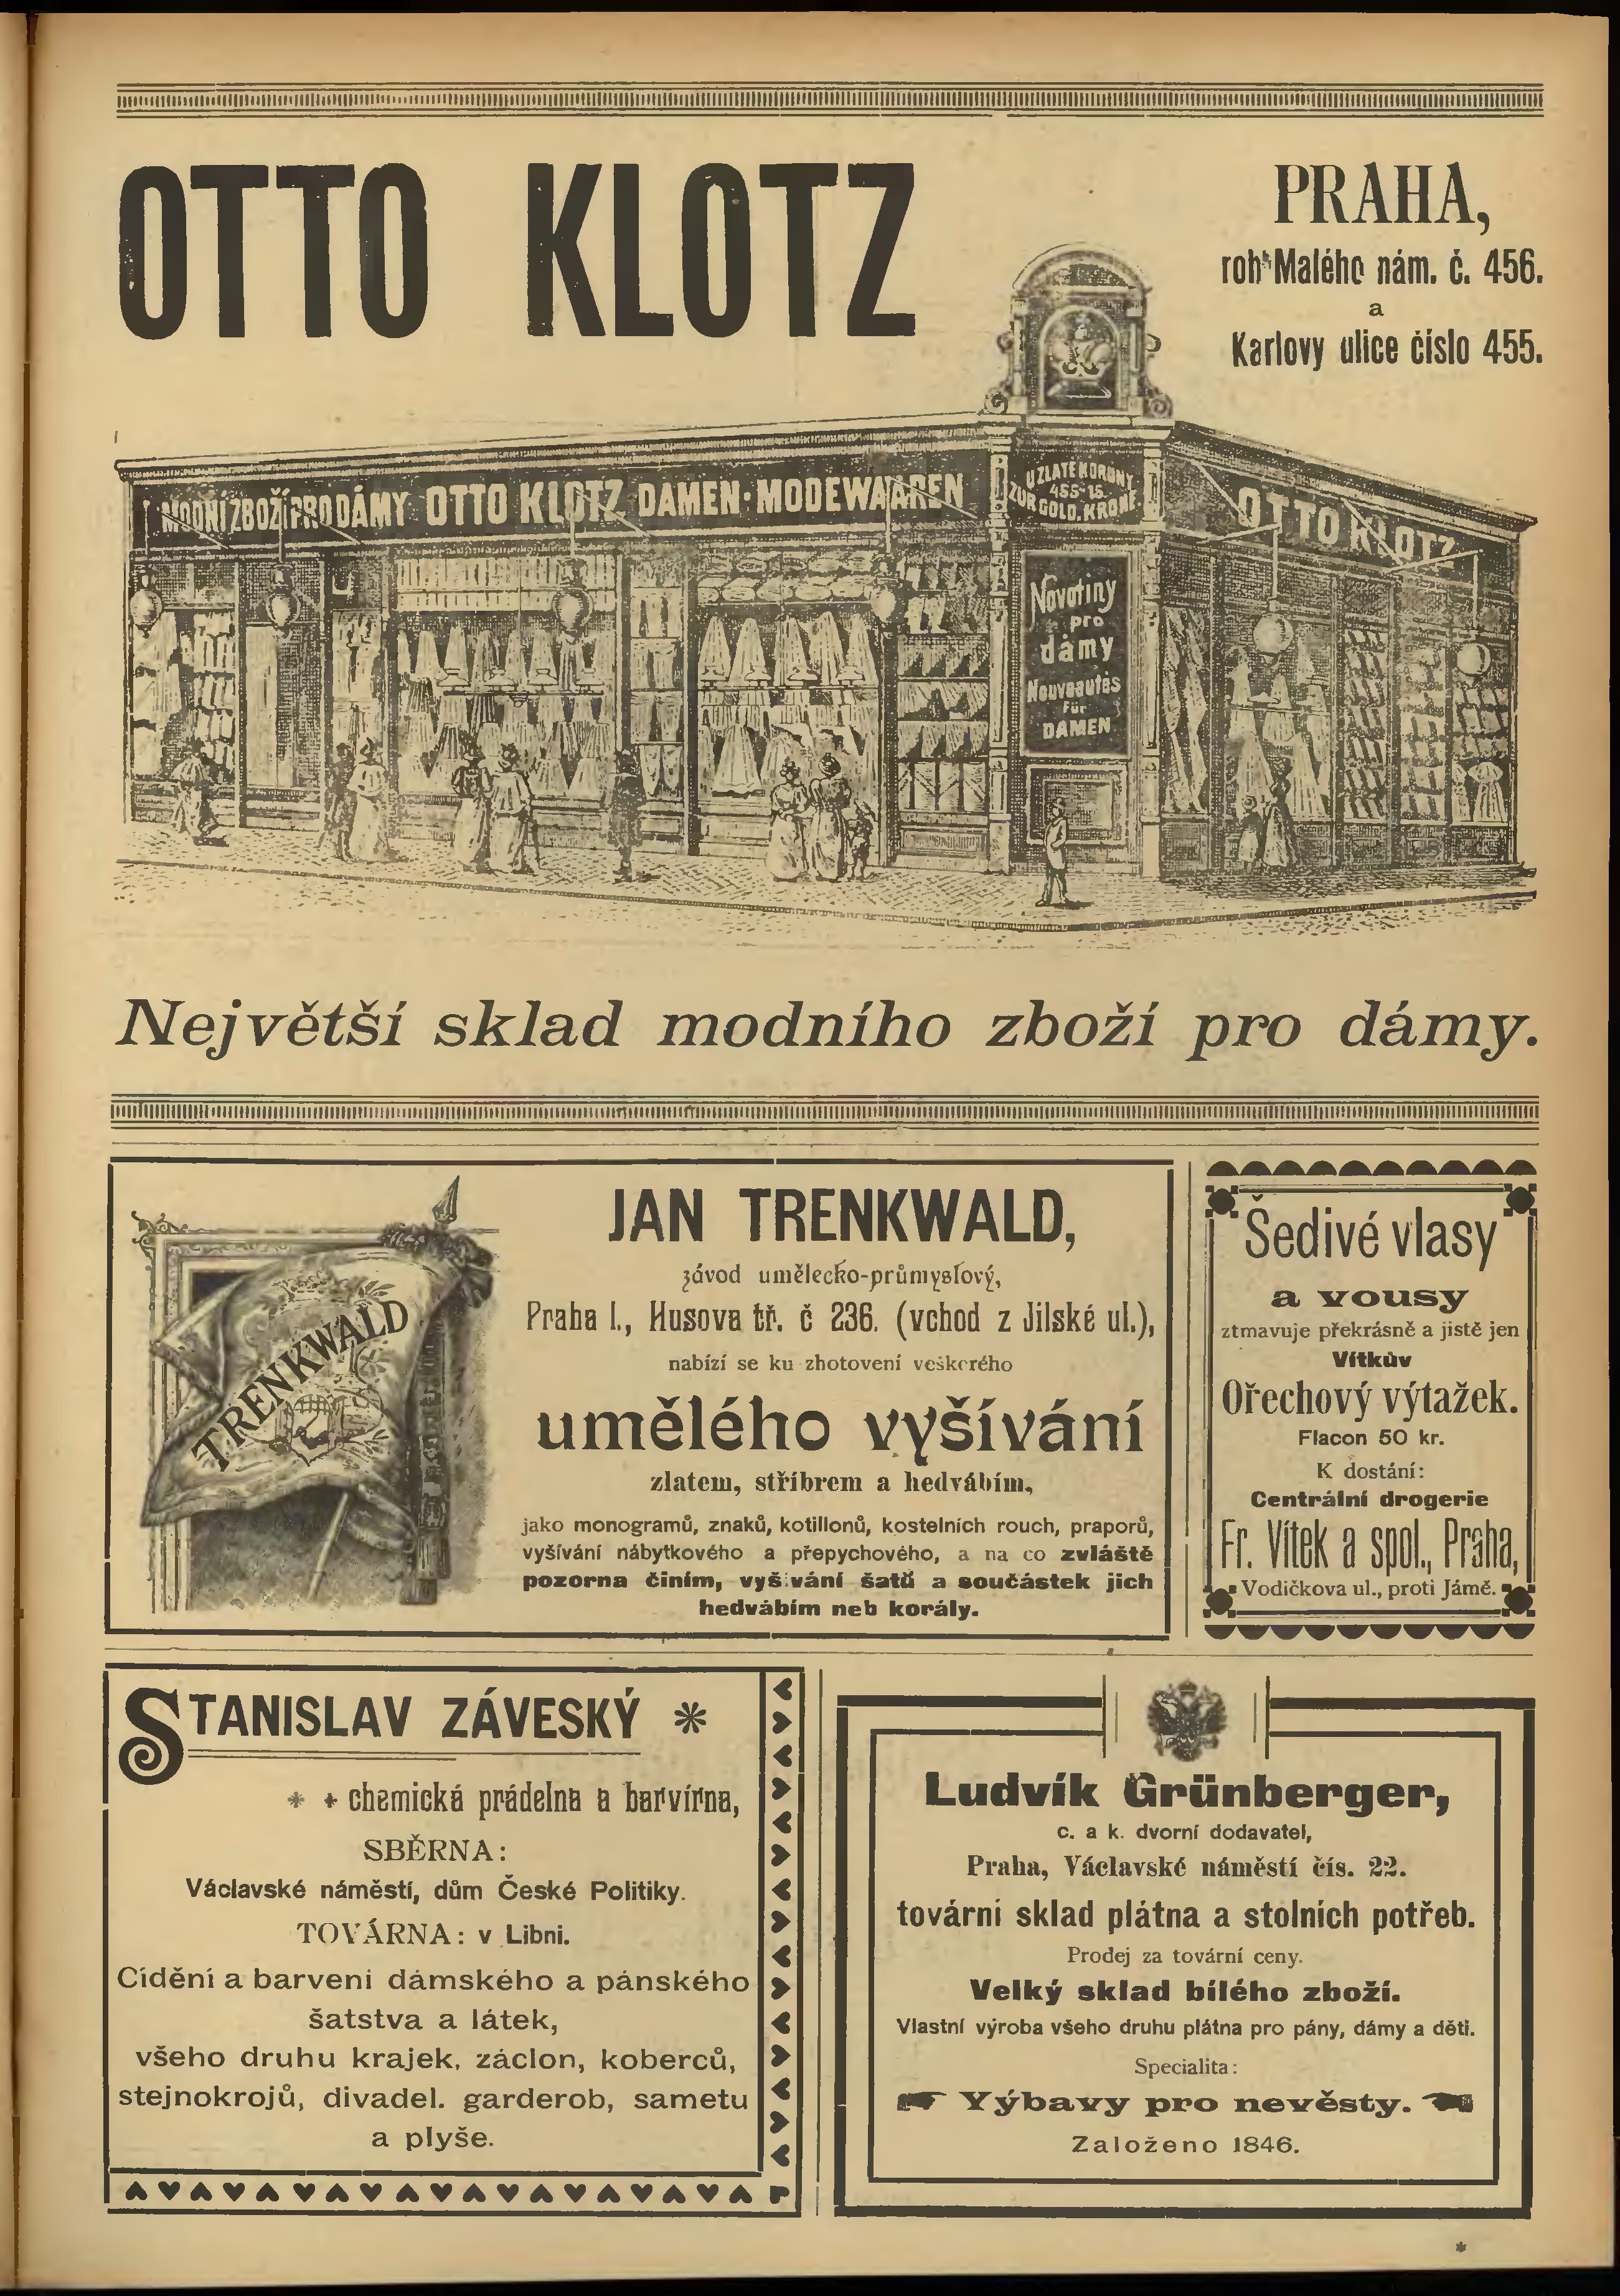 OTTO KLOTZ
PRAHA,
roh Malého nám. č. 456.
a
Karlovy ulice číslo 455.
MODNÍ ZBOŽÍ PRO DÁMY OTTO KLOTZ DAMEN-MODEWAAREN
U ZLATÉ KORUNY
455-15.
ZUR GOLD. KRONE
OTTO KLOTZ
Novotiny
pro
dámy
Nouveautés
Für
DAMEN
Největší sklad modního zboží pro dámy.
TRENKWALD
JAN TRENKWALD,
závod umělecko-průmyslový,
Praha I., Husova tř. č 236. (vchod z Jilské ul.),
nabízí se ku zhotovení veškerého
umělého vyšívání
zlatem, stříbrem a hedvábím,
jako monogramů, znaků, kotillonů, kostelních rouch, praporů,
vyšívání nábytkového a přepychového, a na co zvláště
pozorna činím, vyšívání šatů a součástek jich
hedvábím neb korály.
Šedivé vlasy
a vousy
ztmavuje překrásně a jistě jen
Vítkův
Ořechový výtažek.
Flacon 50 kr.
K dostání:
Centrální drogerie
Fr. Vítek a spol., Praha,
Vodičkova ul., proti Jámě.
STANISLAV ZÁVESKÝ *
* * chemická prádelna a barvírna,
SBĚRNA:
Václavské náměstí, dům České Politiky.
TOVÁRNA: v Libni.
Cídění a barvení dámského a pánského
šatstva a látek,
všeho druhu krajek, záclon, koberců,
stejnokrojů, divadel. garderob, sametu
a plyše.
Ludvík Grünberger,
c. a k. dvorní dodavatel,
Praha, Václavské náměstí čís. 22.
tovární sklad plátna a stolních potřeb.
Prodej za tovární ceny.
Velký sklad bílého zboží.
Vlastní výroba všeho druhu plátna pro pány, dámy a děti.
Specialita:
Výbavy pro nevěsty.
Založeno 1846.
*